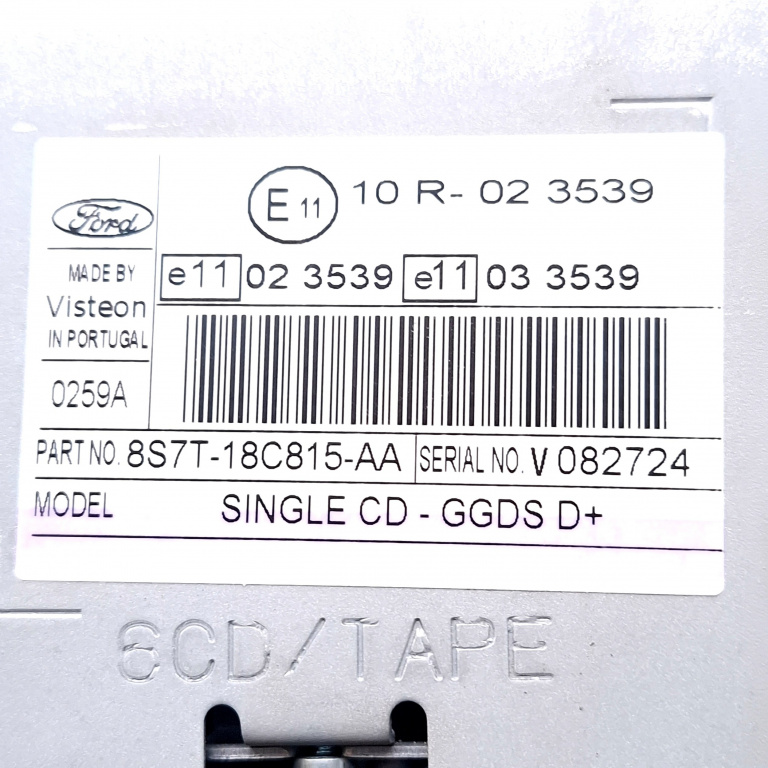 E 11 10 R- 02 3539
Ford
e11 02 3539 e11 03 3539
MADE BY
Visteon
IN PORTUGAL
0259A
PART NO. 8S7T-18C815-AA SERIAL NO. V 082724
MODEL SINGLE CD - GGDS D+
6CD/TAPE